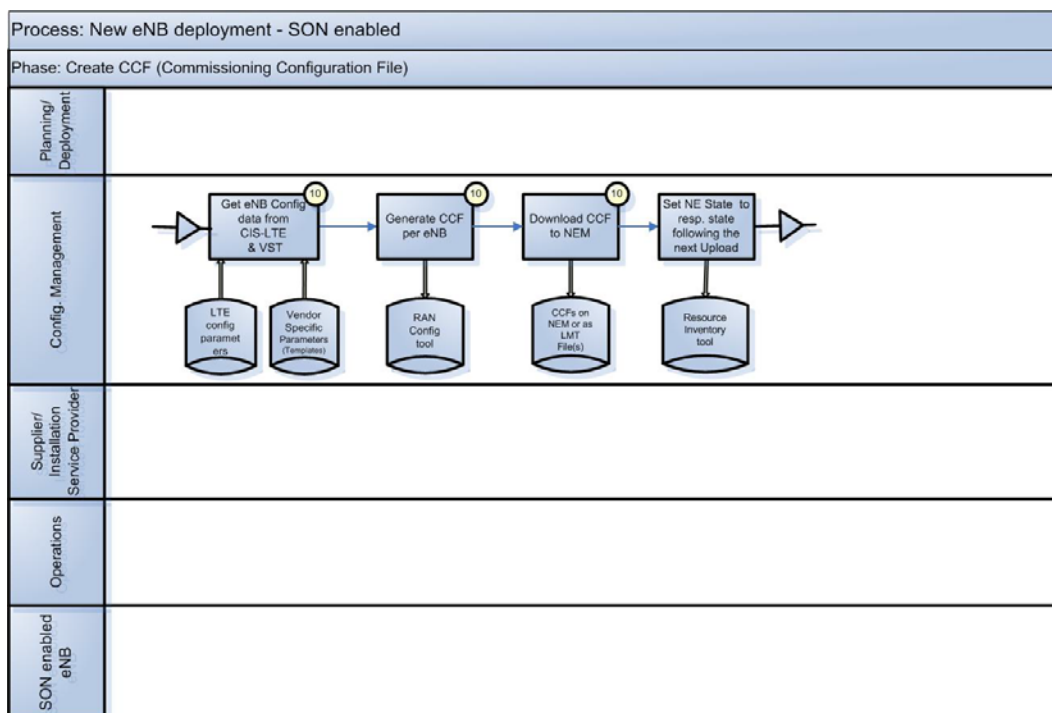 Process: New eNB deployment - SON enabled
Phase: Create CCF (Commissioning Configuration File)
Planning/
Deployment
Config. Management
10
Get eNB Config
data from
CIS-LTE
& VST
10
Generate CCF
per eNB
10
Download CCF
to NEM
Set NE State to
resp. state
following the
next Upload
LTE
config
paramet
ers
Vendor
Specific
Parameters
(Templates)
RAN
Config
tool
CCFs on
NEM or as
LMT
File(s)
Resource
Inventory
tool
Supplier/
Installation
Service Provider
Operations
SON enabled
eNB